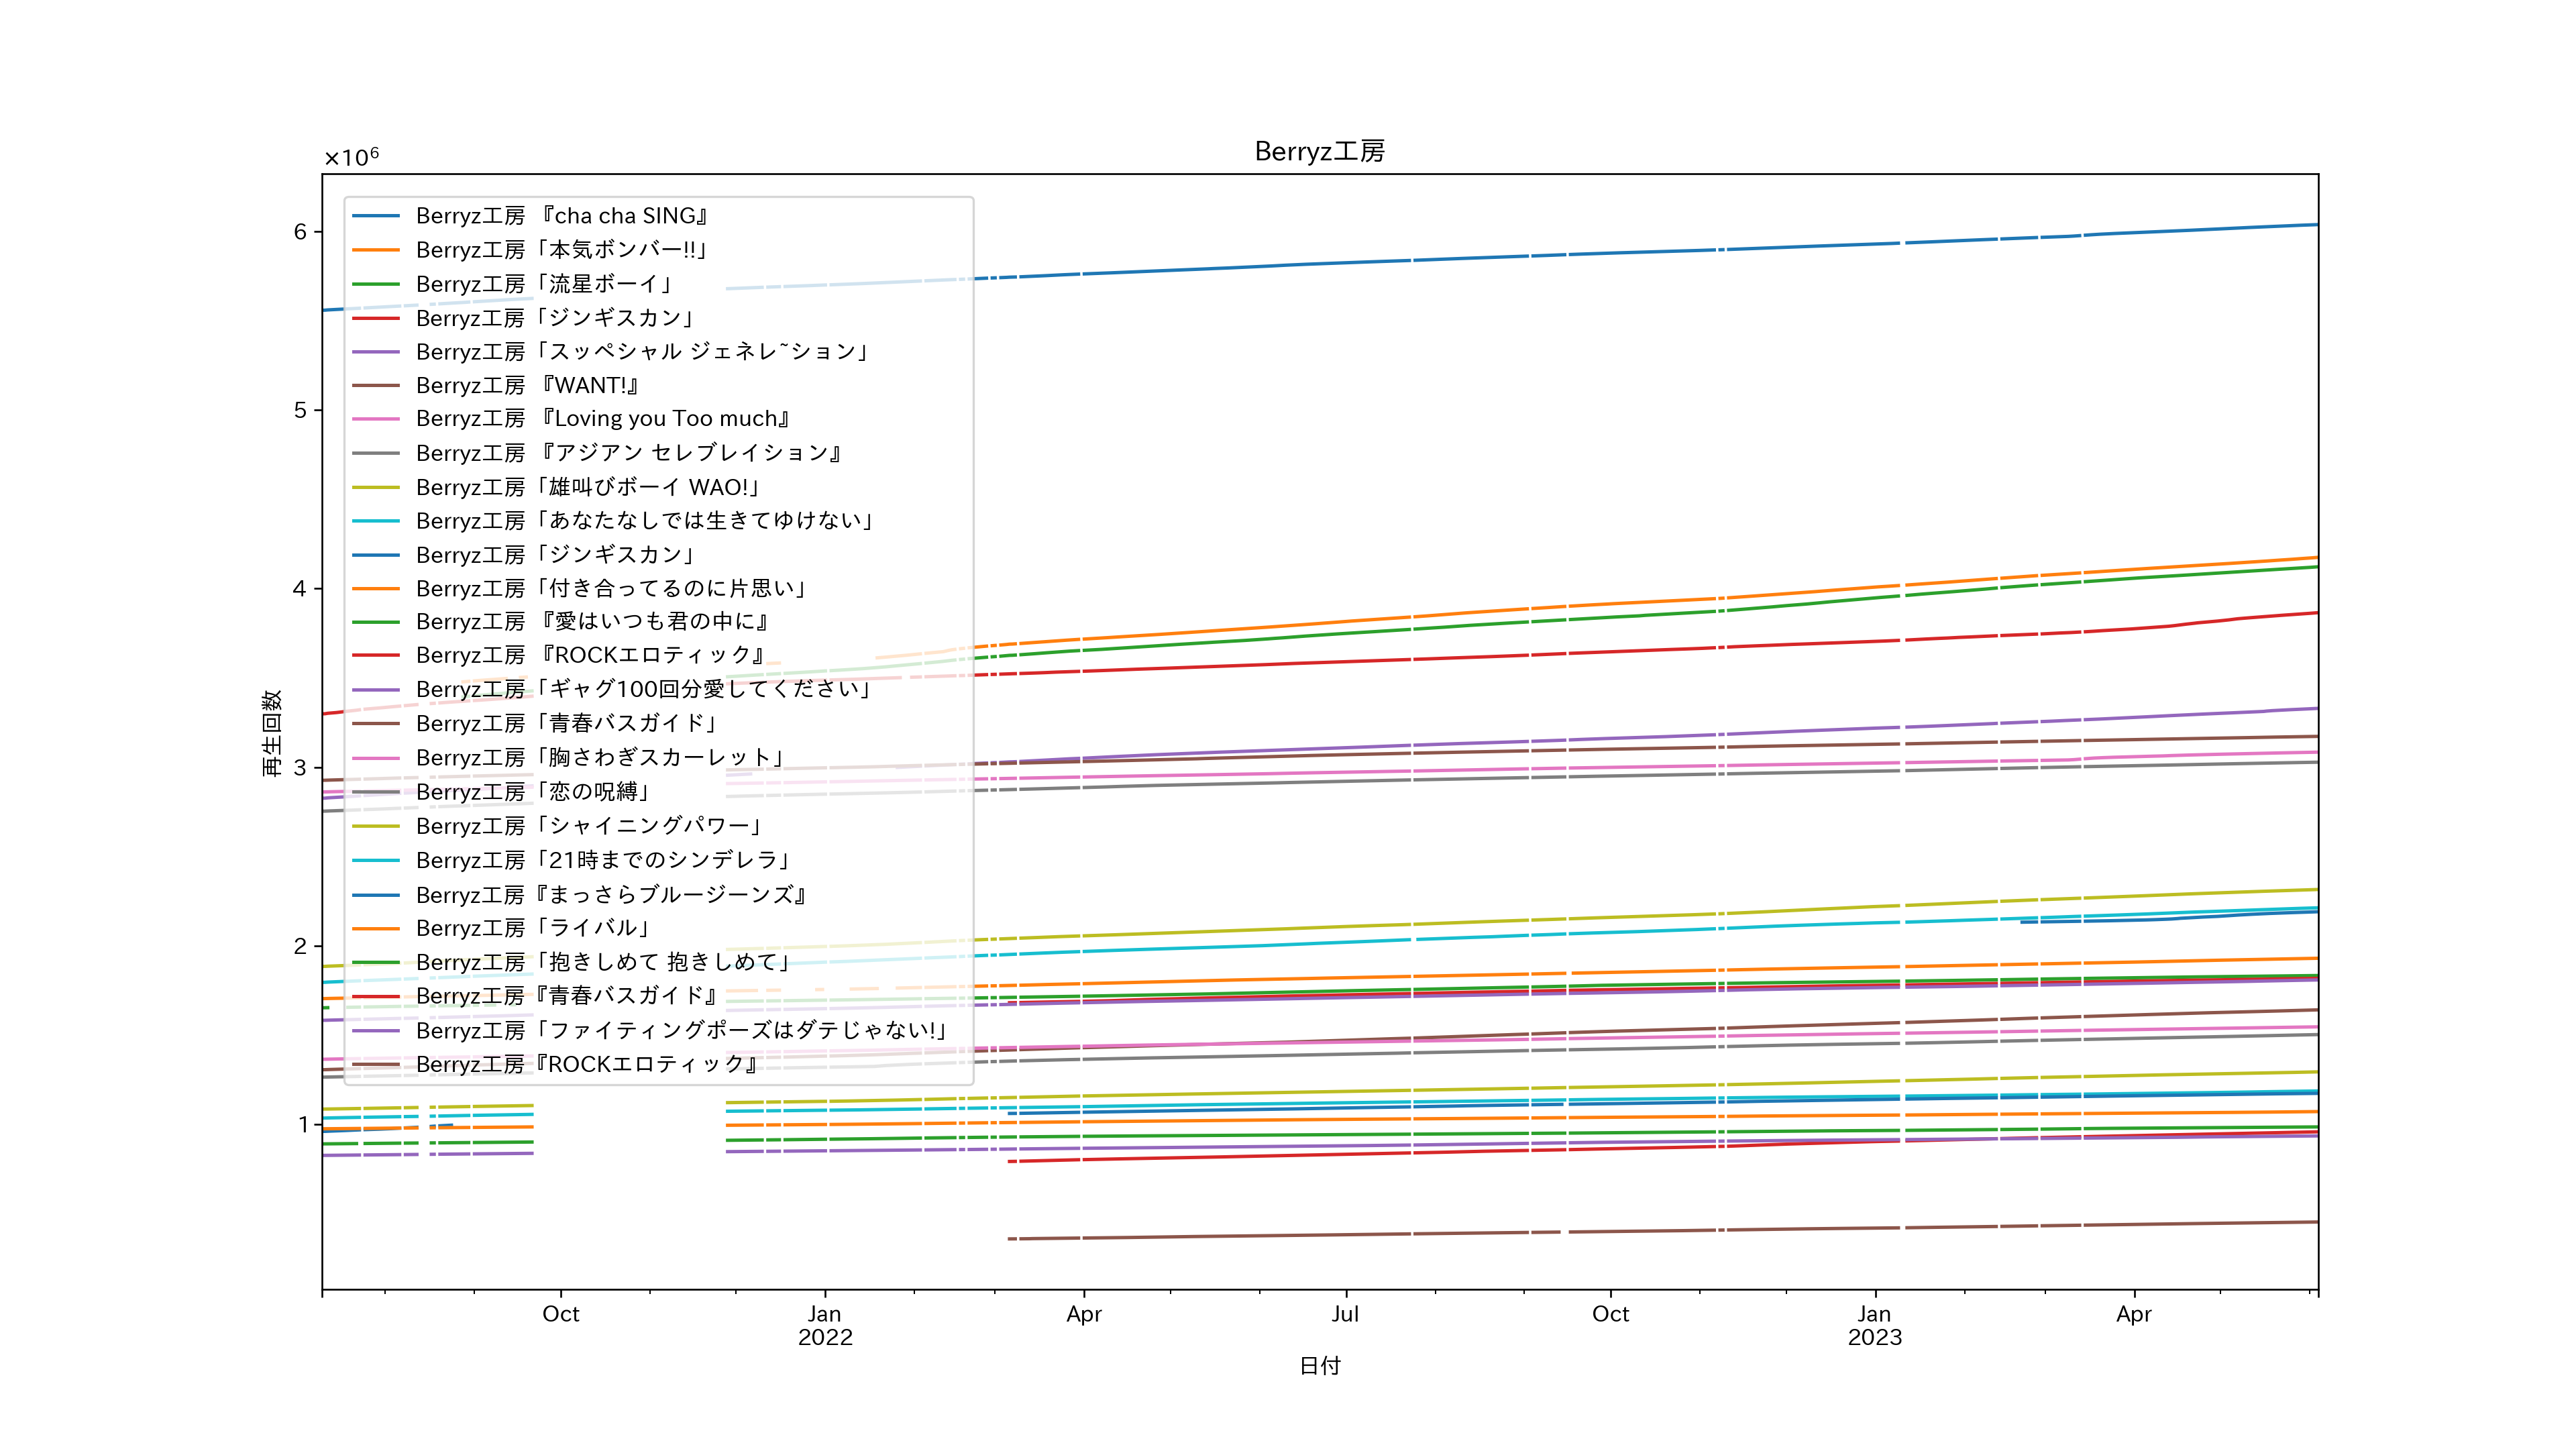 Berryz工房
×10⁶
再生回数
6
5
4
3
2
1
Berryz工房 『cha cha SING』
Berryz工房「本気ボンバー!!」
Berryz工房「流星ボーイ」
Berryz工房「ジンギスカン」
Berryz工房「スッペシャル ジェネレ~ション」
Berryz工房 『WANT!』
Berryz工房 『Loving you Too much』
Berryz工房 『アジアン セレブレイション』
Berryz工房「雄叫びボーイ WAO!」
Berryz工房「あなたなしでは生きてゆけない」
Berryz工房「ジンギスカン」
Berryz工房「付き合ってるのに片思い」
Berryz工房 『愛はいつも君の中に』
Berryz工房 『ROCKエロティック』
Berryz工房「ギャグ100回分愛してください」
Berryz工房「青春バスガイド」
Berryz工房「胸さわぎスカーレット」
Berryz工房「恋の呪縛」
Berryz工房「シャイニングパワー」
Berryz工房「21時までのシンデレラ」
Berryz工房『まっさらブルージーンズ』
Berryz工房「ライバル」
Berryz工房「抱きしめて 抱きしめて」
Berryz工房『青春バスガイド』
Berryz工房「ファイティングポーズはダテじゃない!」
Berryz工房『ROCKエロティック』
Oct Jan Apr Jul Oct Jan Apr
2022 2023
日付